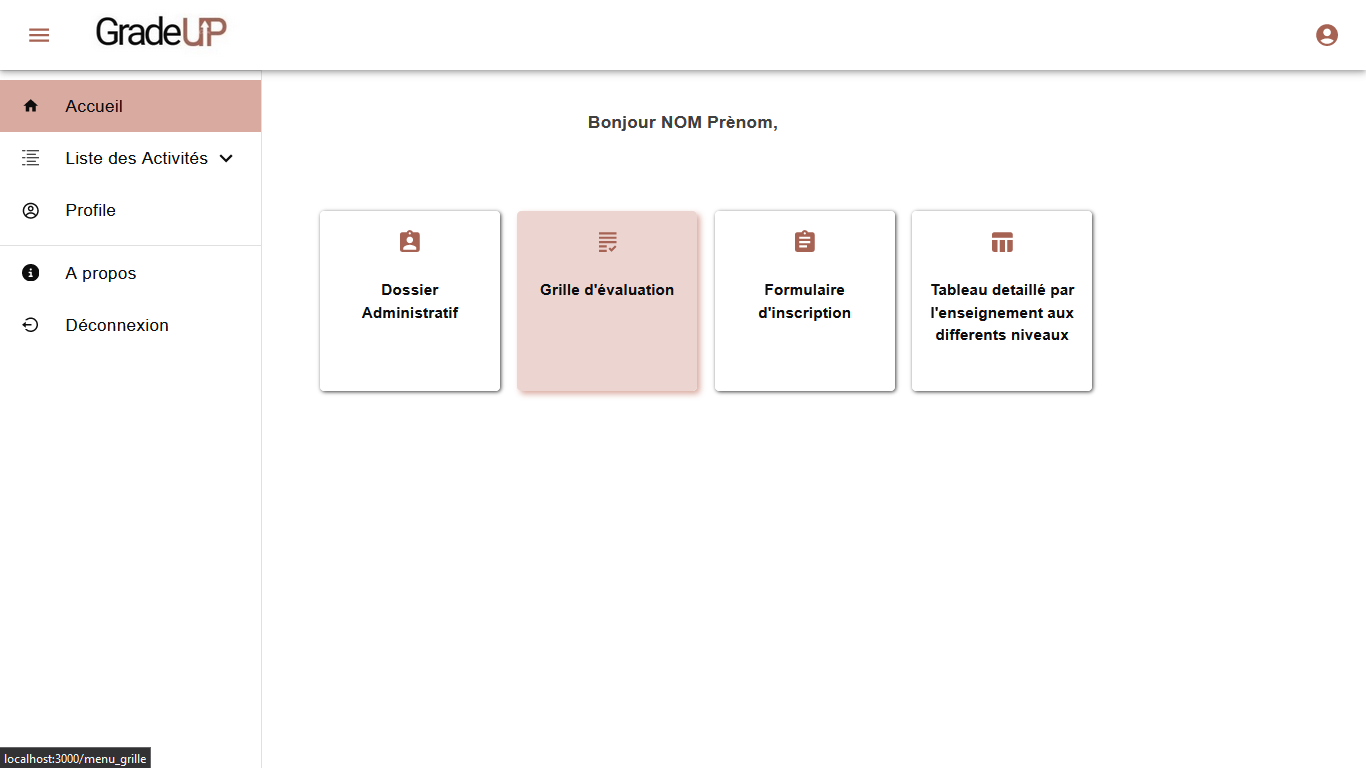 GradeUP
Accueil
Liste des Activités
Profile
A propos
Déconnexion
Bonjour NOM Prènom,
Dossier
Administratif
Grille d'évaluation
Formulaire
d'inscription
Tableau detaillé par
l'enseignement aux
differents niveaux
localhost:3000/menu_grille